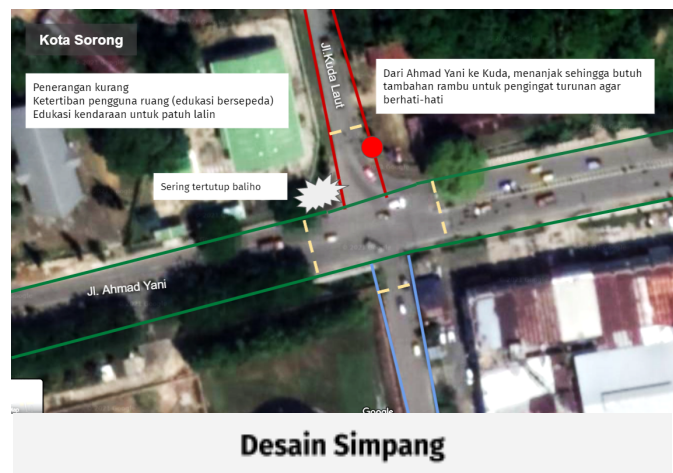 Kota Sorong
Penerangan kurang
Ketertiban pengguna ruang (edukasi bersepeda)
Edukasi kendaraan untuk patuh lalin
Jl.Kuda Laut
Dari Ahmad Yani ke Kuda, menanjak sehingga butuh
tambahan rambu untuk pengingat turunan agar
berhati-hati
Sering tertutup baliho
Jl. Ahmad Yani
Google
Desain Simpang